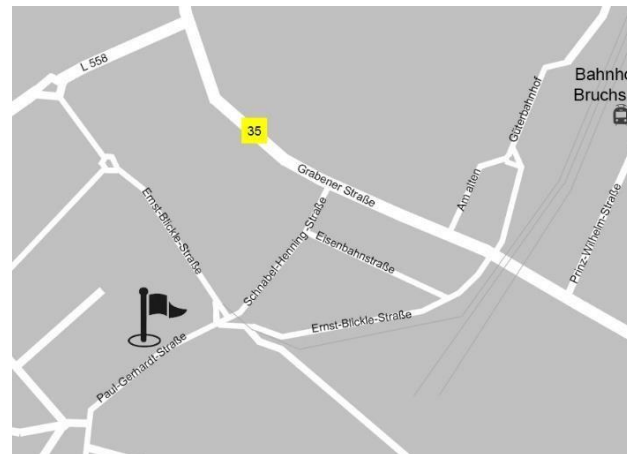 L 558
Bahnho
Bruchs
35
Güterbahnhof
Am alten
Grabener Straße
Ernst-Blickle-Straße
Schnabel-Henning-Straße
Eisenbahnstraße
Prinz-Wilhelm-Straße
Ernst-Blickle-Straße
Paul-Gerhardt-Straße